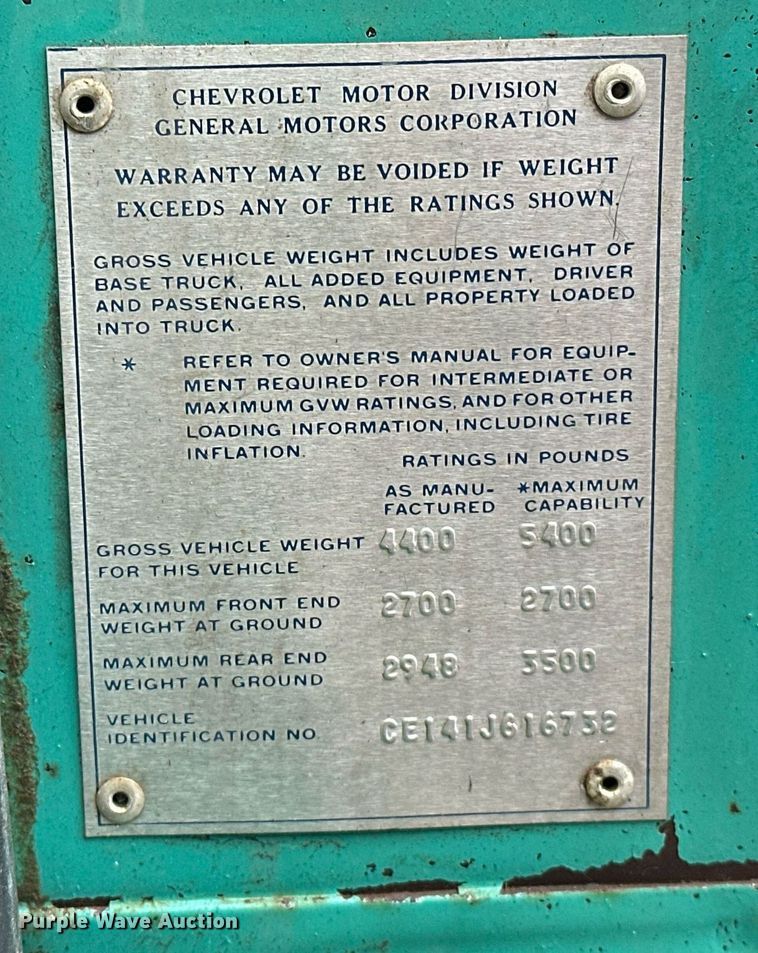 CHEVROLET MOTOR DIVISION
GENERAL MOTORS CORPORATION
WARRANTY MAY BE VOIDED IF WEIGHT
EXCEEDS ANY OF THE RATINGS SHOWN.
GROSS VEHICLE WEIGHT INCLUDES WEIGHT OF
BASE TRUCK, ALL ADDED EQUIPMENT, DRIVER
AND PASSENGERS, AND ALL PROPERTY LOADED
INTO TRUCK.
* REFER TO OWNER'S MANUAL FOR EQUIP-
MENT REQUIRED FOR INTERMEDIATE OR
MAXIMUM GVW RATINGS, AND FOR OTHER
LOADING INFORMATION, INCLUDING TIRE
INFLATION.
RATINGS IN POUNDS
AS MANU- *MAXIMUM
FACTURED CAPABILITY
GROSS VEHICLE WEIGHT 4400 5400
FOR THIS VEHICLE
MAXIMUM FRONT END 2700 2700
WEIGHT AT GROUND
MAXIMUM REAR END 2948 3500
WEIGHT AT GROUND
VEHICLE
IDENTIFICATION NO. CE141J616732
Purple Wave Auction